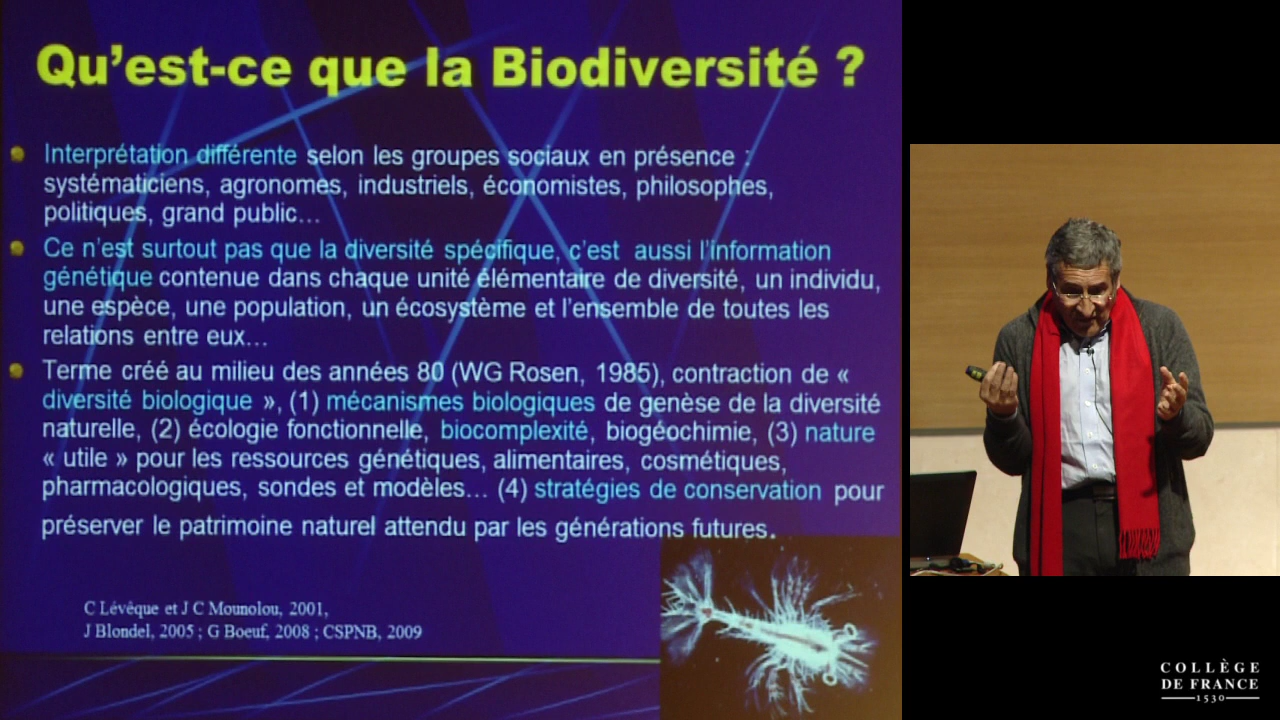 Qu’est-ce que la Biodiversité ?
Interprétation différente selon les groupes sociaux en présence :
systématiciens, agronomes, industriels, économistes, philosophes,
politiques, grand public…
Ce n’est surtout pas que la diversité spécifique, c’est aussi l’information
génétique contenue dans chaque unité élémentaire de diversité, un individu,
une espèce, une population, un écosystème et l’ensemble de toutes les
relations entre eux…
Terme créé au milieu des années 80 (WG Rosen, 1985), contraction de «
diversité biologique », (1) mécanismes biologiques de genèse de la diversité
naturelle, (2) écologie fonctionnelle, biocomplexité, biogéochimie, (3) nature
« utile » pour les ressources génétiques, alimentaires, cosmétiques,
pharmacologiques, sondes et modèles… (4) stratégies de conservation pour
préserver le patrimoine naturel attendu par les générations futures.
C Lévêque et J C Mounolou, 2001,
J Blondel, 2005 ; G Boeuf, 2008 ; CSPNB, 2009
COLLÈGE
DE FRANCE
1530